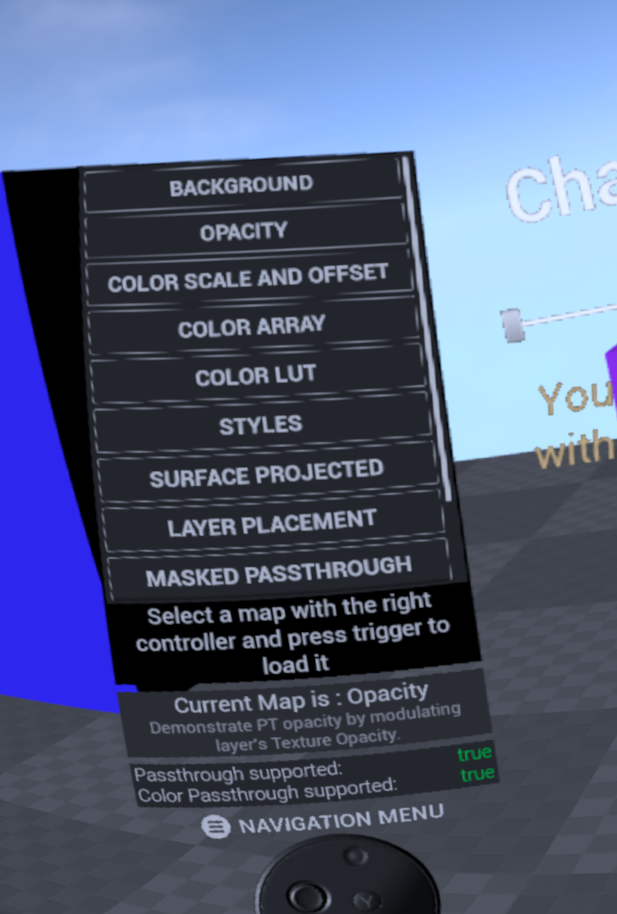 BACKGROUND
OPACITY
COLOR SCALE AND OFFSET
COLOR ARRAY
COLOR LUT
STYLES
SURFACE PROJECTED
LAYER PLACEMENT
MASKED PASSTHROUGH
Select a map with the right
controller and press trigger to
load it
Current Map is : Opacity
Demonstrate PT opacity by modulating
layer's Texture Opacity.
Passthrough supported: true
Color Passthrough supported: true
NAVIGATION MENU
Y
Cha
You
with